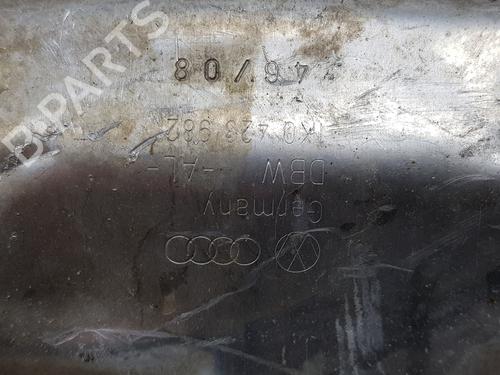 Germany
DBW -AL-
1K0 423 982
46/08
B-PARTS